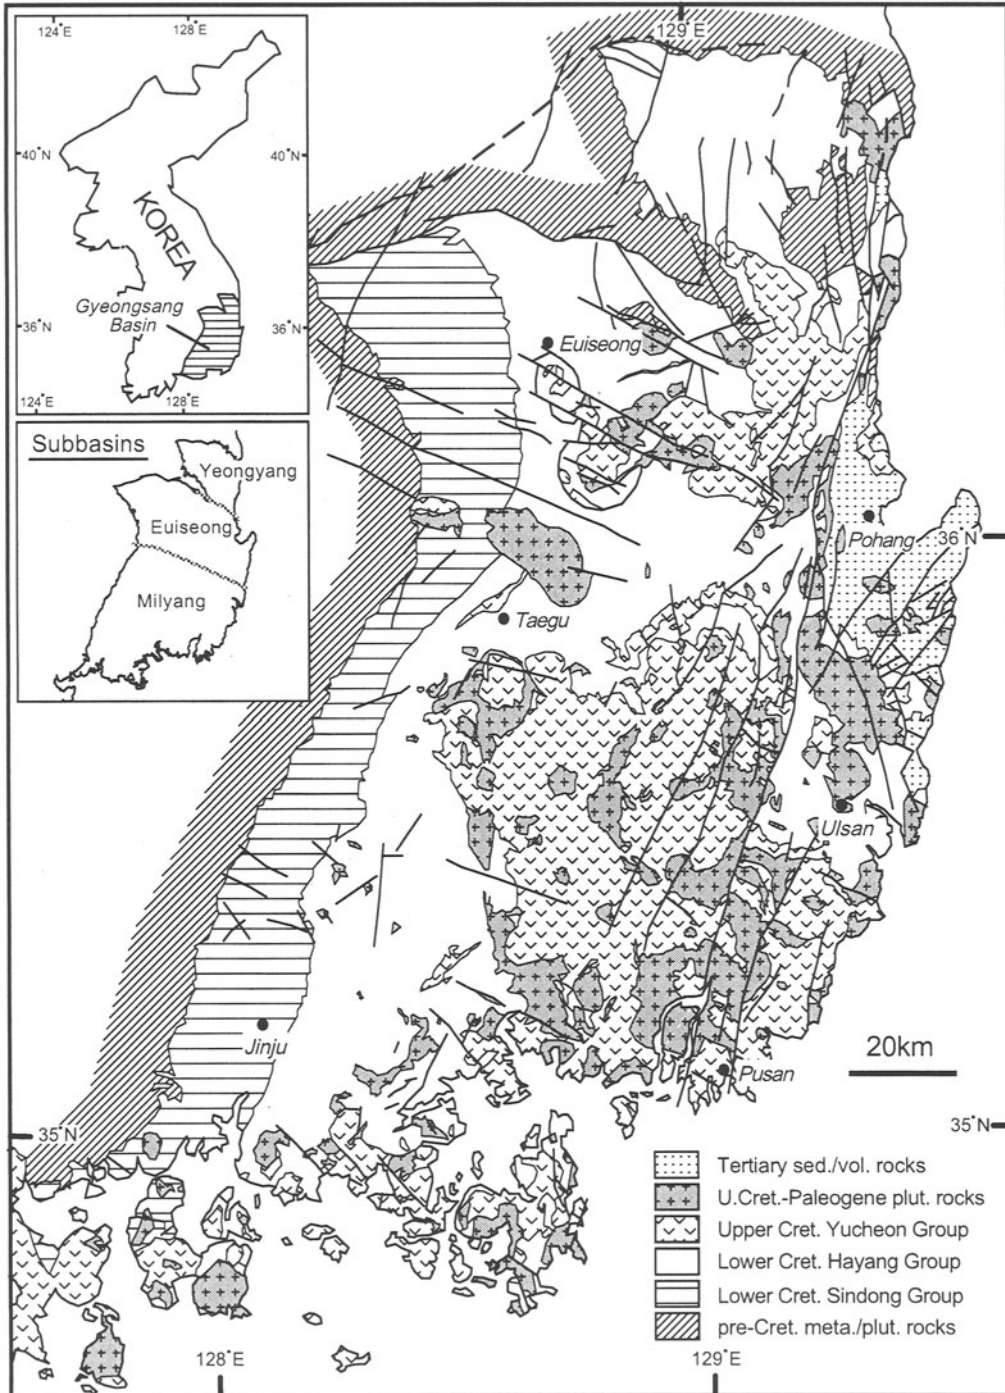 124°E
128°E
129°E
40°N
40°N
KOREA
Gyeongsang
Basin
36°N
36°N
124°E
128°E
Subbasins
Yeongyang
Euiseong
Milyang
Euiseong
Pohang
36°N
Taegu
Ulsan
Jinju
Pusan
20km
35°N
35°N
Tertiary sed./vol. rocks
U.Cret.-Paleogene plut. rocks
Upper Cret. Yucheon Group
Lower Cret. Hayang Group
Lower Cret. Sindong Group
pre-Cret. meta./plut. rocks
128°E
129°E